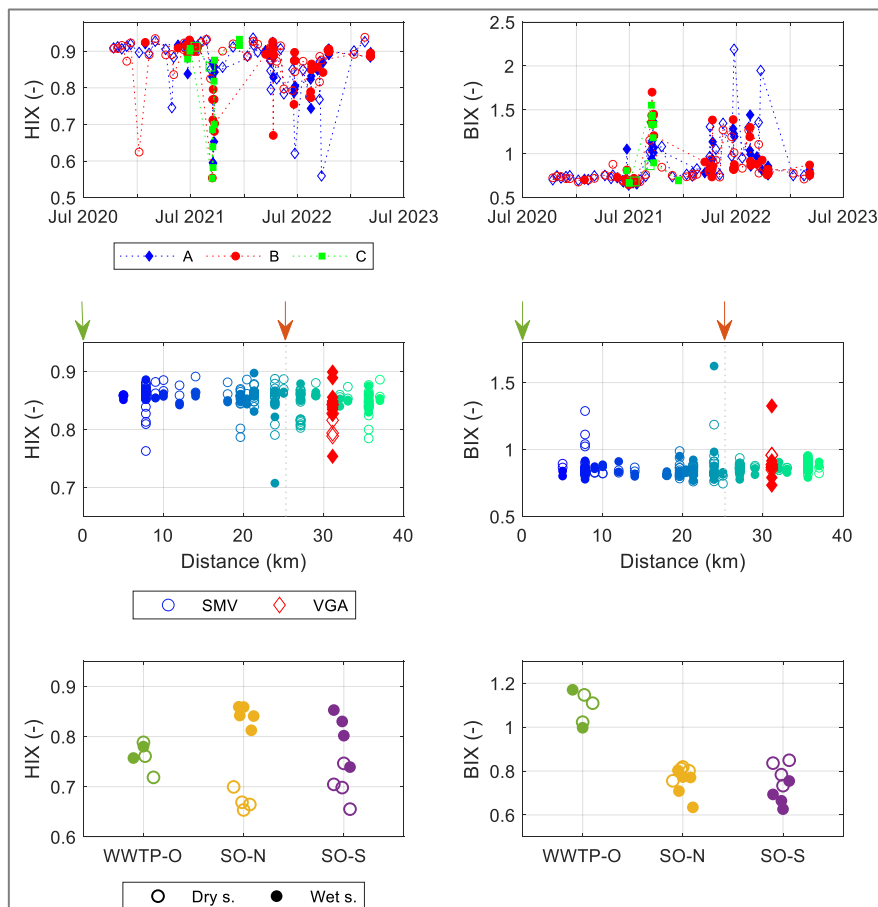 HIX (-)
0.9
0.8
0.7
0.6
0.5
Jul 2020 Jul 2021 Jul 2022 Jul 2023
A B C
BIX (-)
2.5
2
1.5
1
0.5
Jul 2020 Jul 2021 Jul 2022 Jul 2023
HIX (-)
0.9
0.8
0.7
0 10 20 30 40
Distance (km)
SMV VGA
BIX (-)
1.5
1
0.5
0 10 20 30 40
Distance (km)
HIX (-)
0.9
0.8
0.7
0.6
WWTP-O SO-N SO-S
Dry s. Wet s.
BIX (-)
1.2
1
0.8
0.6
WWTP-O SO-N SO-S